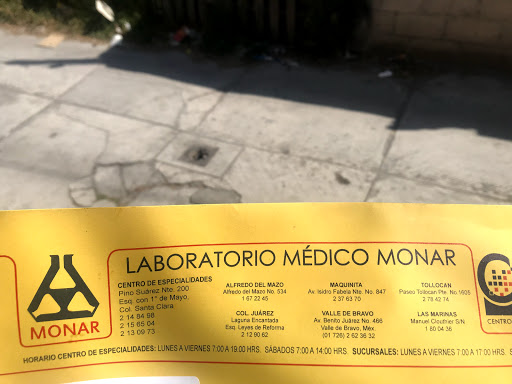 LABORATORIO MÉDICO MONAR
MONAR
CENTRO DE ESPECIALIDADES
Pino Suárez Nte. 200
Esq. con 1° de Mayo.
Col. Santa Clara.
2 14 84 98
2 15 65 04
2 13 09 73
ALFREDO DEL MAZO
Alfredo del Mazo No. 534
1 67 22 45
COL. JUÁREZ
Laguna Encantada
Esq. Leyes de Reforma
2 12 90 62
MAQUINITA
Av. Isidro Fabela Nte. No. 847
2 37 63 70
VALLE DE BRAVO
Av. Benito Juárez No. 466
Valle de Bravo, Méx.
(01 726) 2 62 36 32
TOLLOCAN
Paseo Tollocan Pte. No. 1605
2 78 42 74
LAS MARINAS
Manuel Gouthier S/N
1 80 04 36
CENTRO
HORARIO CENTRO DE ESPECIALIDADES: LUNES A VIERNES 7:00 A 19:00 HRS. SÁBADOS 7:00 A 14:00 HRS. SUCURSALES: LUNES A VIERNES 7:00 A 17:00 HRS.